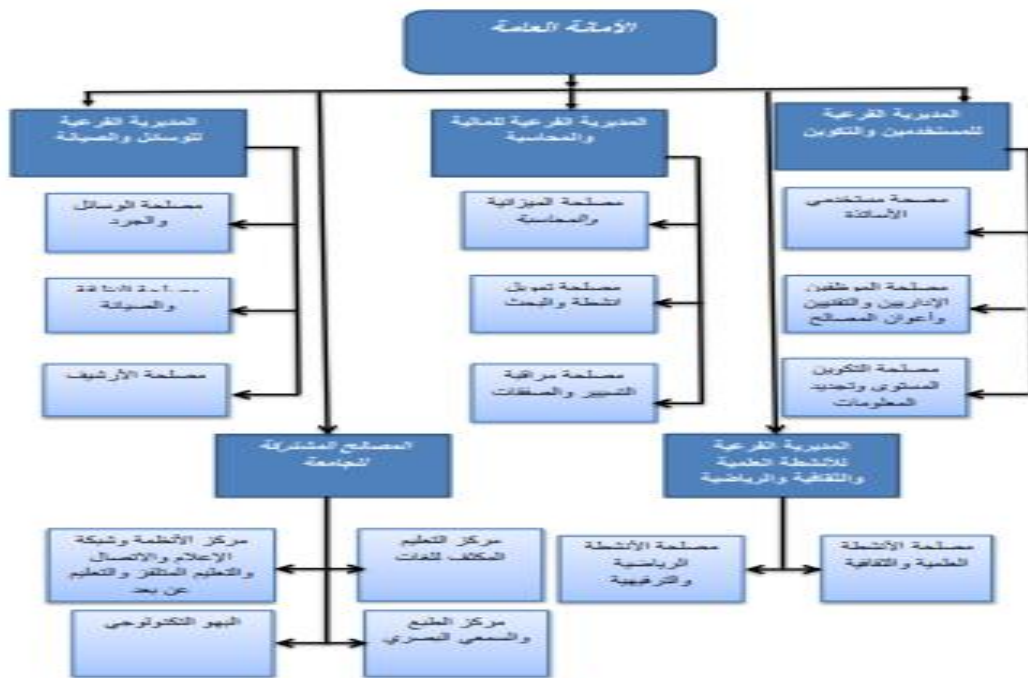 الأمانة العامة
المديرية الفرعية
للمستخدمين والتكوين
مصحة مستخدمي
الأساتذة
مصلحة الموظفين
الإداريين والتقنيين
وأعوان المصالح
مصلحة التكوين
المستوى وتجديد
المعلومات
المديرية الفرعية للمالية
والمحاسبة
مصلحة الميزانية
والمحاسبة
مصلحة تمويل
انشطة والبحث
مصلحة مراقبة
التسيير والصفقات
المديرية الفرعية
للوسائل والصيانة
مصلحة الوسائل
والجرد
والصيانة
مصلحة الأرشيف
المديرية الفرعية
للأنشطة العلمية
والثقافية والرياضية
مصلحة الأنشطة
العلمية والثقافية
مصلحة الأنشطة
الرياضية
والترفيهية
المصالح المشتركة
للجامعة
مركز التعليم
المكثف للغات
مركز الأنظمة وشبكة
الإعلام والاتصال
والتعليم المتلفز والتعليم
عن بعد
مركز الطبع
والسمعي البصري
البهو التكنولوجي